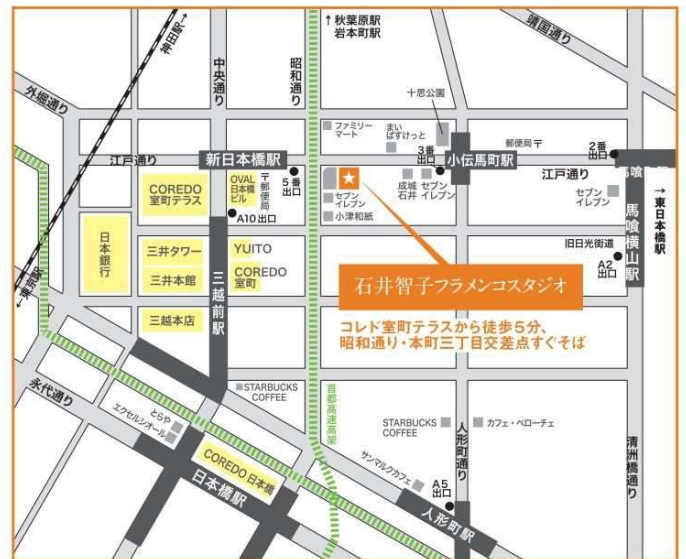 ↑秋葉原駅
岩本町駅
神田駅→
中央通り
昭和通り
靖国通り
外堀通り
十思公園
ファミリー
マート
まい
ばすけっと
3番
出口
郵便局〒
2番
出口
江戸通り
新日本橋駅
小伝馬町駅
江戸通り
馬喰
COREDO
室町テラス
OVAL
日本橋
ビル
〒郵便局
5番
出口
A10出口
セブン
イレブン
小津和紙
成城
石井
セブン
イレブン
セブン
イレブン
馬喰横山駅
→東日本橋駅
日本銀行
三井タワー
三井本館
三越本店
YUITO
COREDO
室町
三越前駅
旧日光街道
A2
出口
←東京駅
石井智子フラメンコスタジオ
コレド室町テラスから徒歩5分、
昭和通り・本町三丁目交差点すぐそば
永代通り
とらや
エクセルシオール
STARBUCKS
COFFEE
首都高速高架
STARBUCKS
COFFEE
カフェ・ベローチェ
人形町通り
清洲橋通り
サンマルクカフェ
A5
出口
COREDO 日本橋
日本橋駅
人形町駅